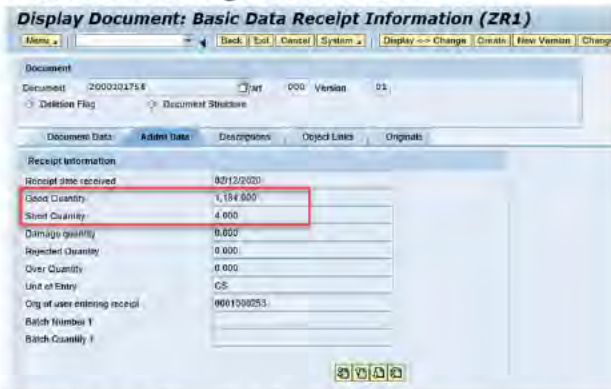 Display Document: Basic Data Receipt Information (ZR1)
Menu Back Exit Cancel System Display <-> Change Create New Version Change
Document
Document Part 000 Version 01
Deletion Flag Document Structure
Document Data Addnl Data Descriptions Object Links Originals
Receipt Information
Receipt date received 02/12/2020
Good Quantity 1,184.000
Short Quantity 4.000
Damage quantity 0.000
Rejected Quantity 0.000
Over Quantity 0.000
Unit of Entry CS
Org of user entering receipt
Batch Number 1
Batch Quantity 1